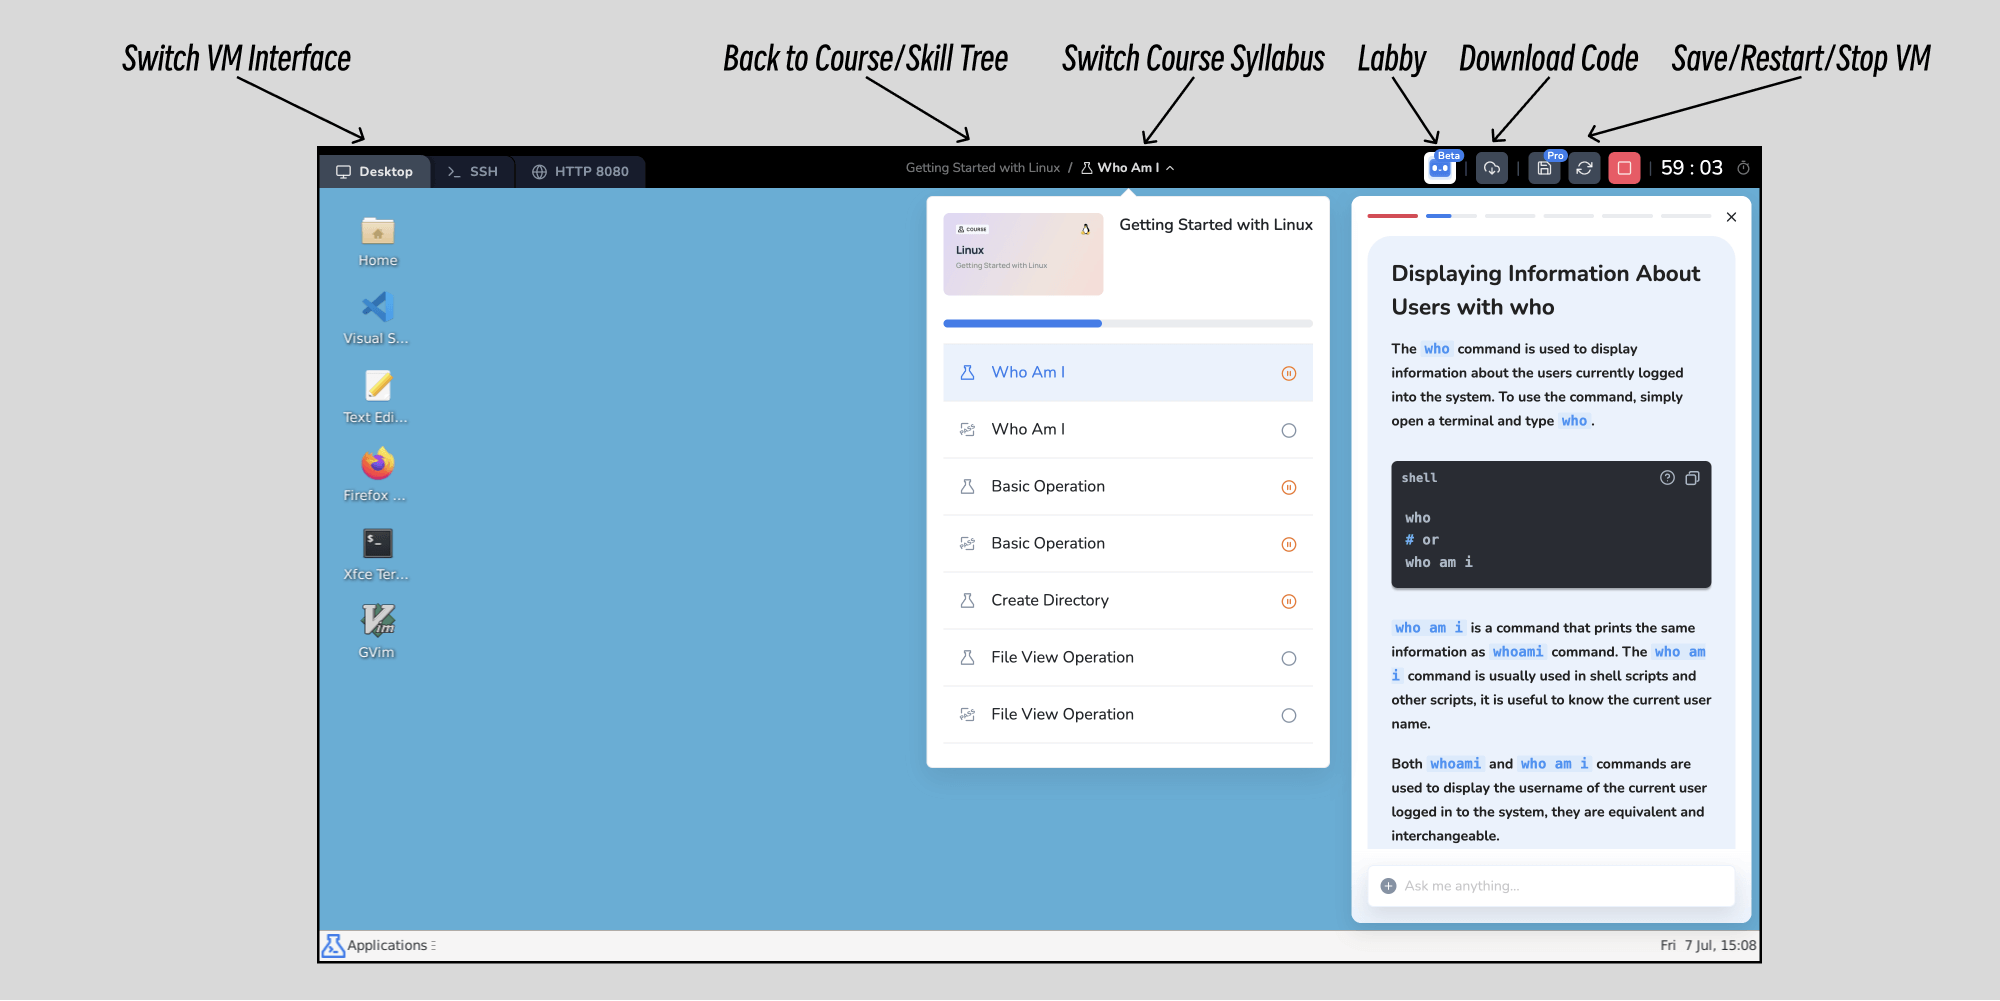 Switch VM Interface
Back to Course/Skill Tree
Switch Course Syllabus
Labby
Download Code
Save/Restart/Stop VM
Desktop
SSH
HTTP 8080
Getting Started with Linux / Who Am I
Beta
Pro
59 : 03
Home
Visual S...
Text Edi...
Firefox ...
$_
Xfce Ter...
Vim
GVim
COURSE
Linux
Getting Started with Linux
Getting Started with Linux
Who Am I
PASS Who Am I
Basic Operation
PASS Basic Operation
Create Directory
File View Operation
PASS File View Operation
Displaying Information About
Users with who
The who command is used to display
information about the users currently logged
into the system. To use the command, simply
open a terminal and type who.
shell
who
# or
who am i
who am i is a command that prints the same
information as whoami command. The who am
i command is usually used in shell scripts and
other scripts, it is useful to know the current user
name.
Both whoami and who am i commands are
used to display the username of the current user
logged in to the system, they are equivalent and
interchangeable.
Ask me anything...
Applications
Fri 7 Jul, 15:08